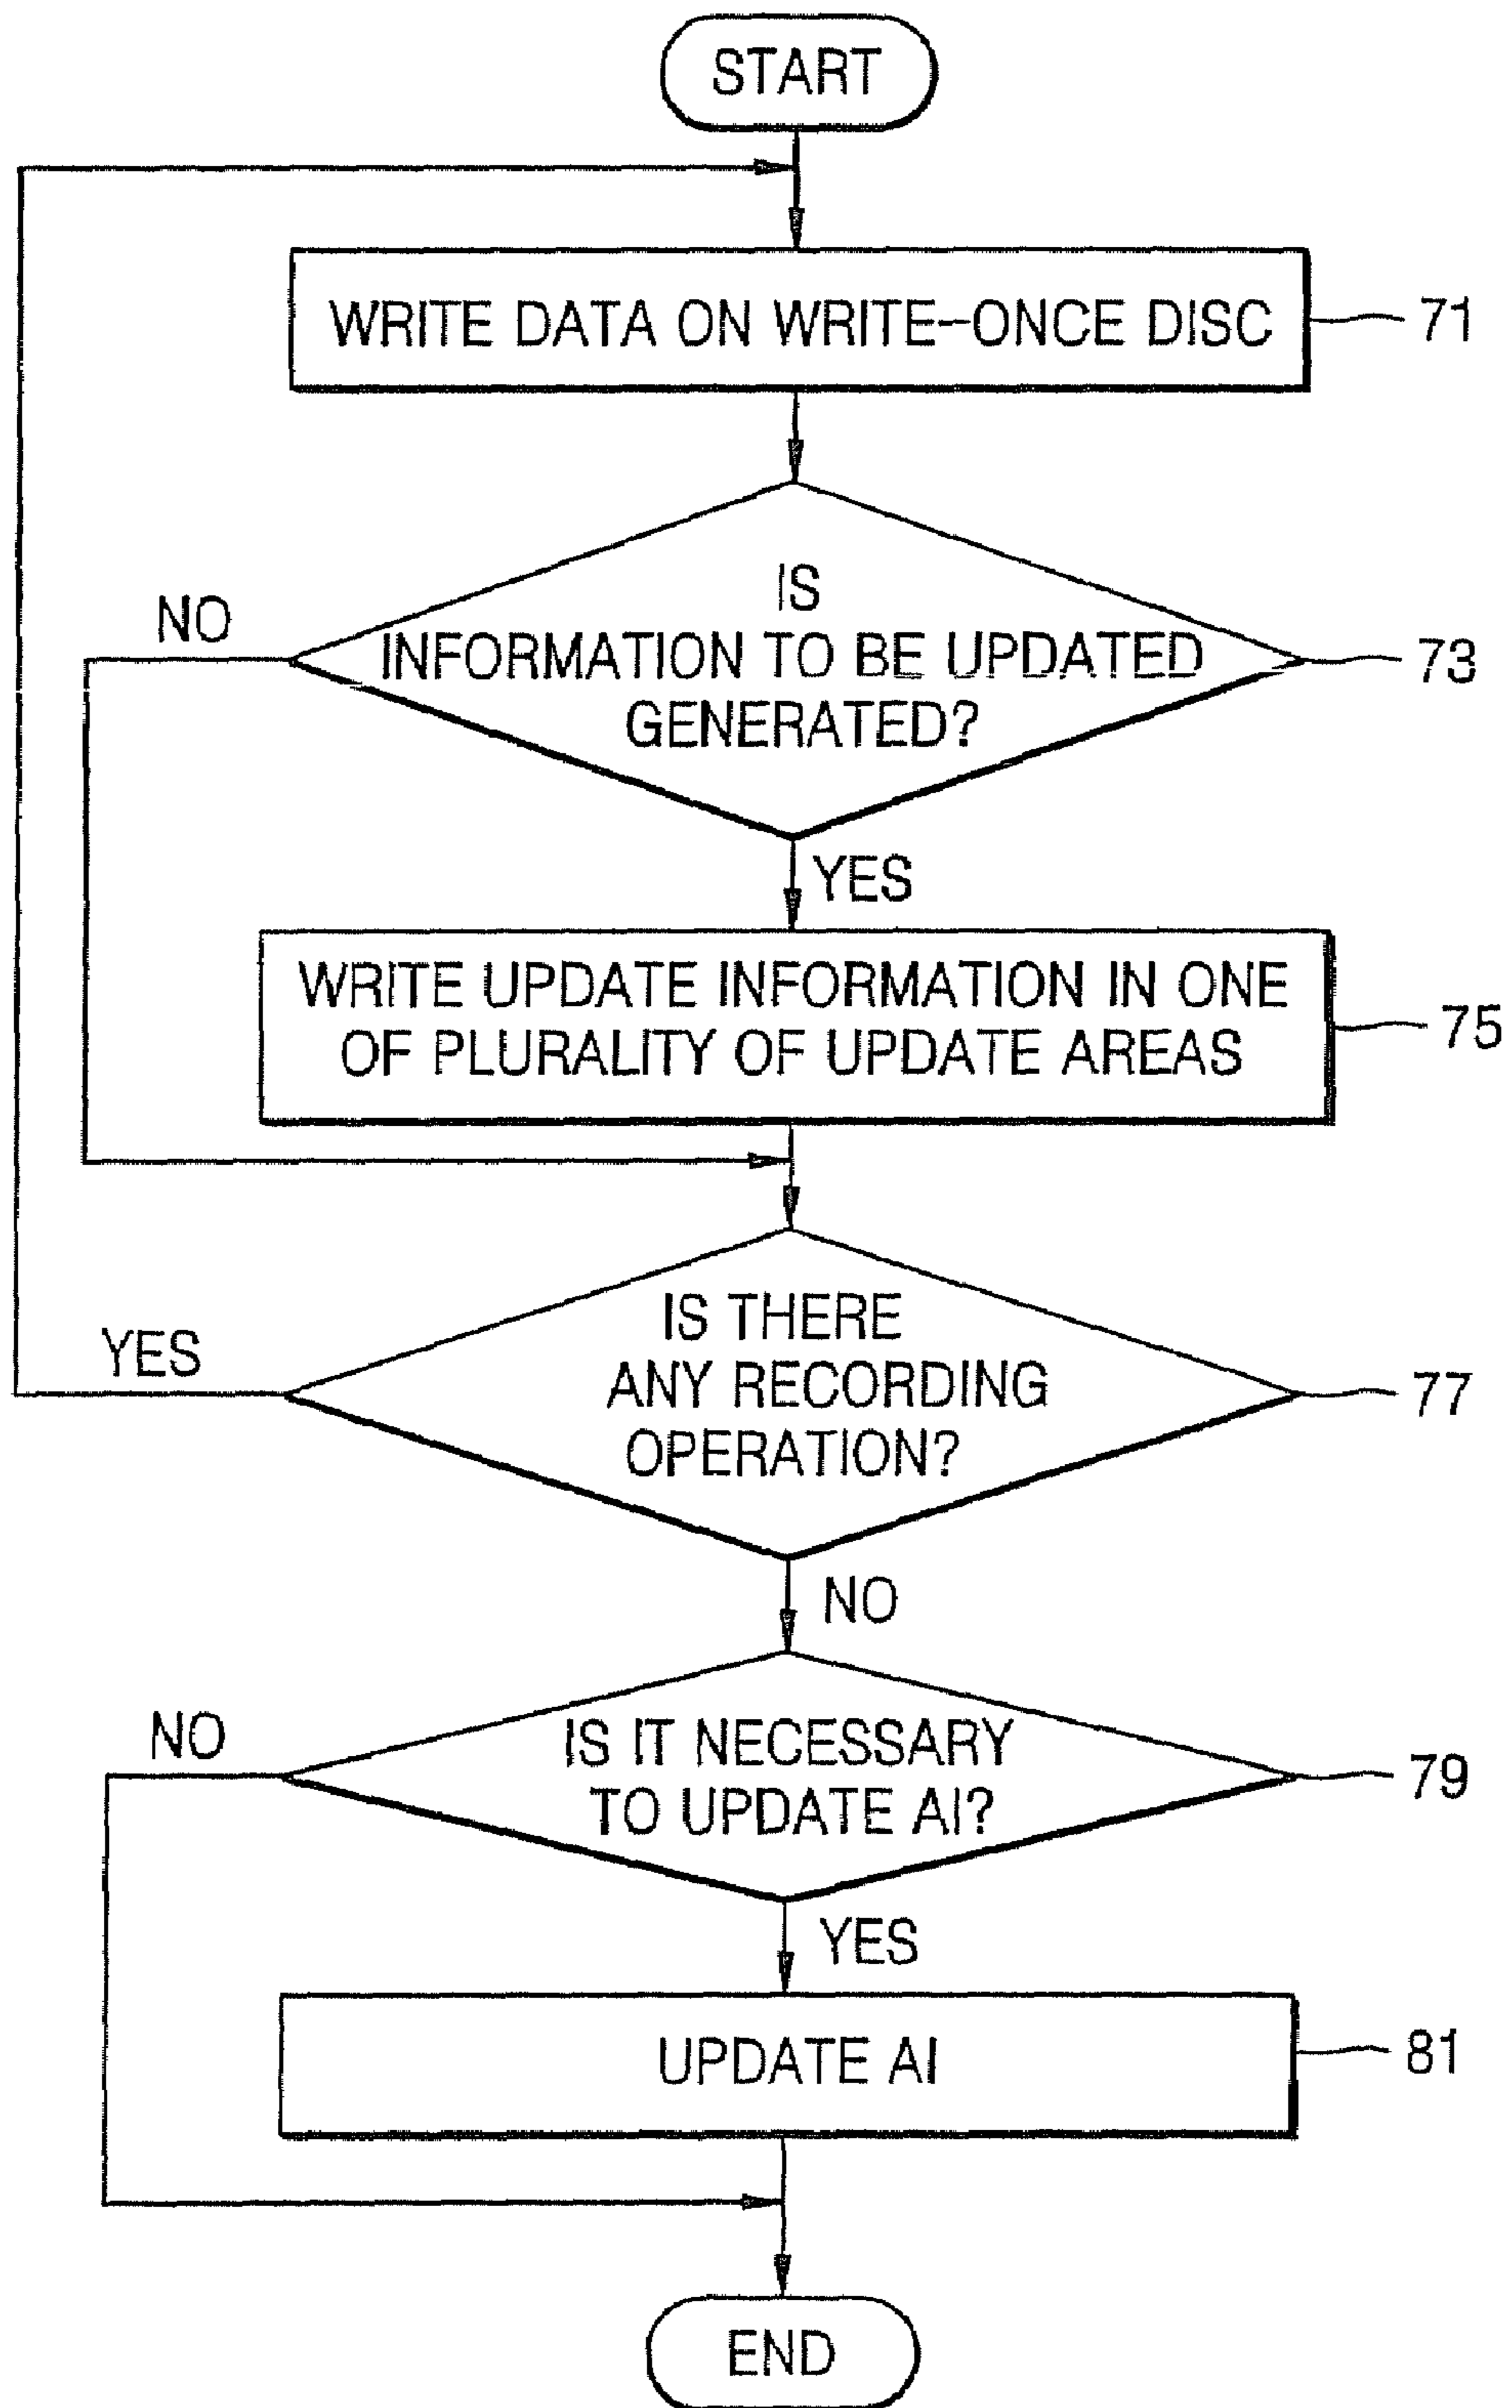 START
WRITE DATA ON WRITE-ONCE DISC
71
IS
NO
INFORMATION TO BE UPDATED
73
GENERATED?
YES
WRITE UPDATE INFORMATION IN ONE
OF PLURALITY OF UPDATE AREAS
75
IS THERE
YES
ANY RECORDING
77
OPERATION?
NO
NO
IS IT NECESSARY
TO UPDATE AI?
79
YES
UPDATE AI
81
END